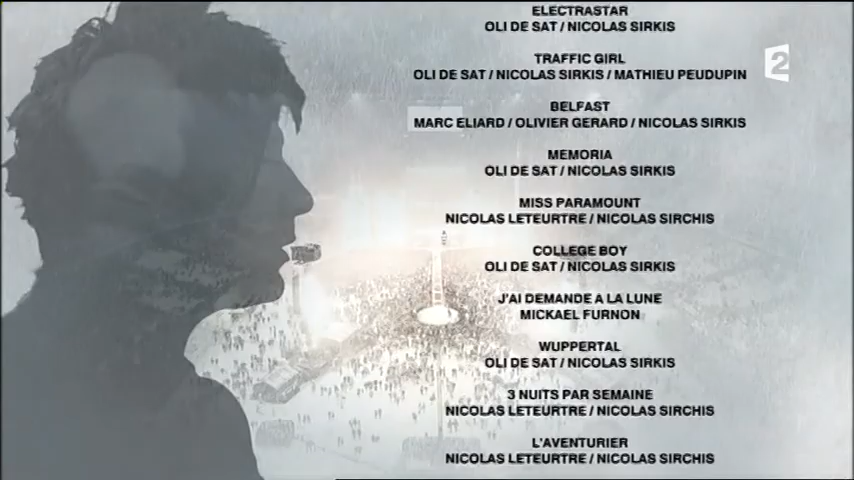 ELECTRASTAR
OLI DE SAT / NICOLAS SIRKIS
TRAFFIC GIRL
OLI DE SAT / NICOLAS SIRKIS / MATHIEU PEUDUPIN
2
BELFAST
MARC ELIARD / OLIVIER GERARD / NICOLAS SIRKIS
MEMORIA
OLI DE SAT / NICOLAS SIRKIS
MISS PARAMOUNT
NICOLAS LETEURTRE / NICOLAS SIRCHIS
COLLEGE BOY
OLI DE SAT / NICOLAS SIRKIS
J'AI DEMANDE A LA LUNE
MICKAEL FURNON
WUPPERTAL
OLI DE SAT / NICOLAS SIRKIS
3 NUITS PAR SEMAINE
NICOLAS LETEURTRE / NICOLAS SIRCHIS
L'AVENTURIER
NICOLAS LETEURTRE / NICOLAS SIRCHIS